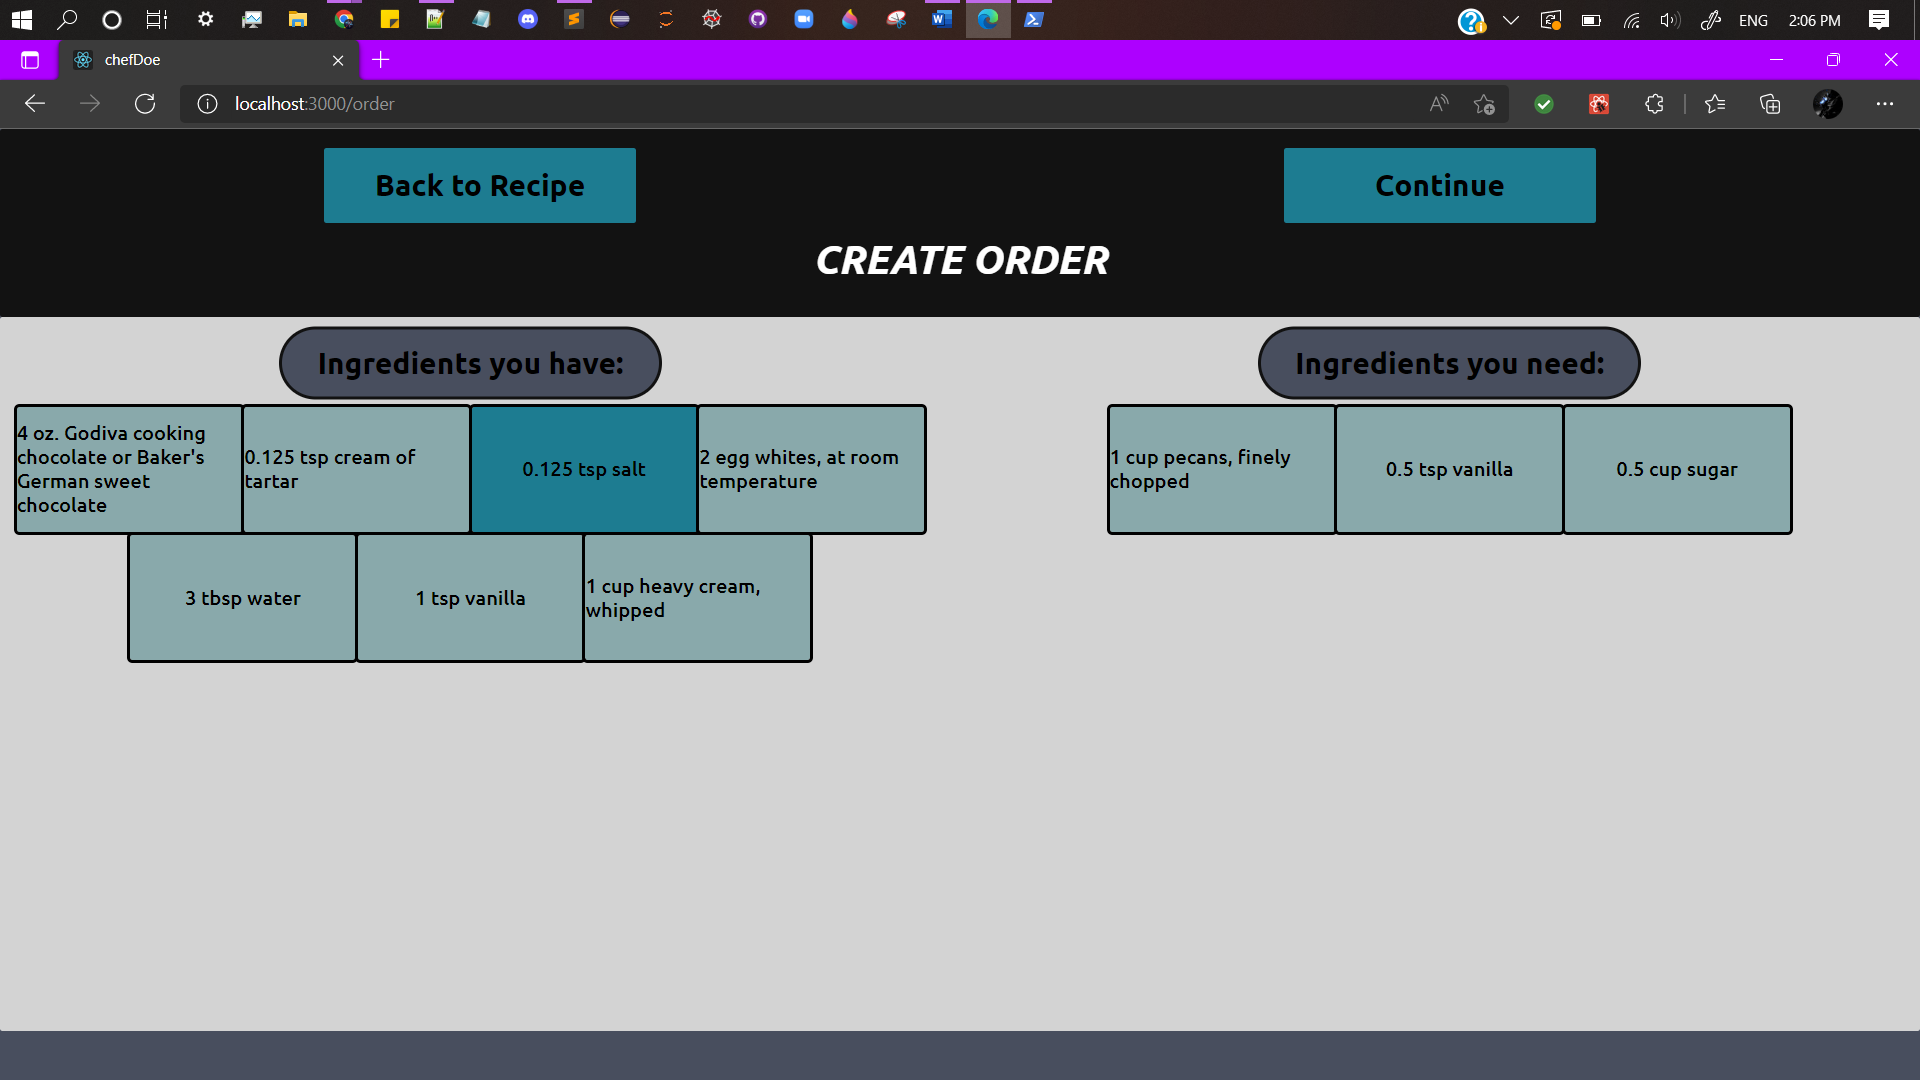 ENG
2:06 PM
chefDoe
localhost:3000/order
Back to Recipe
Continue
CREATE ORDER
Ingredients you have:
4 oz. Godiva cooking
chocolate or Baker's
German sweet
chocolate
0.125 tsp cream of
tartar
0.125 tsp salt
2 egg whites, at room
temperature
3 tbsp water
1 tsp vanilla
1 cup heavy cream,
whipped
Ingredients you need:
1 cup pecans, finely
chopped
0.5 tsp vanilla
0.5 cup sugar